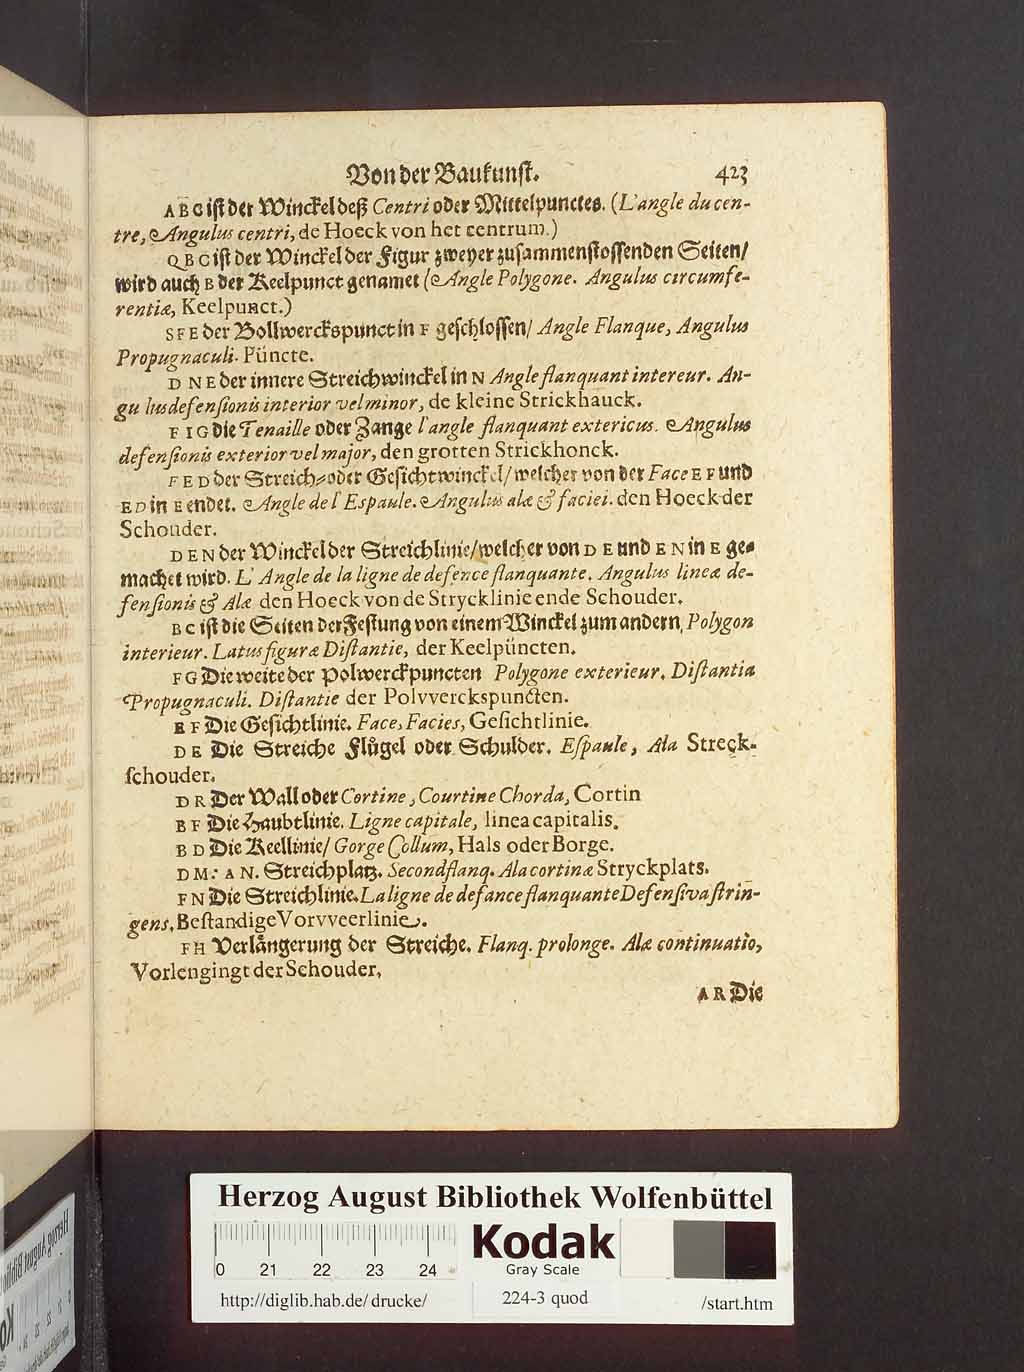 Von der Baukunst. 423
A B C ist der Winckel deß Centri oder Mittelpunctes. (L'angle du cen-
tre, Angulus centri, de Hoeck von het centrum.)
Q B C ist der Winckel der Figur zweyer zusammenstossenden Seiten/
wird auch B der Keelpunct genamet (Angle Polygone. Angulus circumfe-
rentiæ, Keelpunct.)
S F E der Bollwerckspunct in F geschlossen/ Angle Flanque, Angulus
Propugnaculi. Püncte.
D N E der innere Streichwinckel in N Angle flanquant intereur. An-
gu lus defensionis interior vel minor, de kleine Strickhauck.
F I G die Tenaille oder Zange l'angle flanquant extericus. Angulus
defensionis exterior vel major, den grotten Strickhonck.
F E D der Streich-oder Gesichtwinckel/ welcher von der Face E F und
E D in E endet. Angle de l'Espaule. Angulus alæ & faciei. den Hoeck der
Schouder.
D E N der Winckel der Streichlinie/ welcher von D E und E N in E ge-
machet wird. L'Angle de la ligne de defence flanquante. Angulus lineæ de-
fensionis & Alæ den Hoeck von de Strycklinie ende Schouder.
B C ist die Seiten der Festung von einem Winckel zum andern, Polygon
interieur. Latus figuræ Distantie, der Keelpüncten.
F G Die weite der Polwerckpuncten Polygone exterieur. Distantia
Propugnaculi. Distantie der Polvverckspuncten.
E F Die Gesichtlinie. Face, Facies, Gesichtlinie.
D E Die Streiche Flügel oder Schulder. Espaule, Ala Streck-
schouder.
D R Der Wall oder Cortine, Courtine Chorda, Cortin
B F Die Haubtlinie. Ligne capitale, linea capitalis.
B D Die Keellinie/ Gorge Collum, Hals oder Borge.
D M: A N. Streichplatz. Second flanq. Ala cortinæ Stryckplats.
F N Die Streichlinie. La ligne de defance flanquante Defensiva strin-
gens. Bestandige Vorvveerlinie.
F H Verlängerung der Streiche. Flanq. prolonge. Alæ continuatio,
Vorlengingt der Schouder,
A R Die
Herzog August Bibliothek Wolfenbüttel
0 21 22 23 24
Kodak
Gray Scale
http://diglib.hab.de/ drucke/ 224-3 quod /start.htm